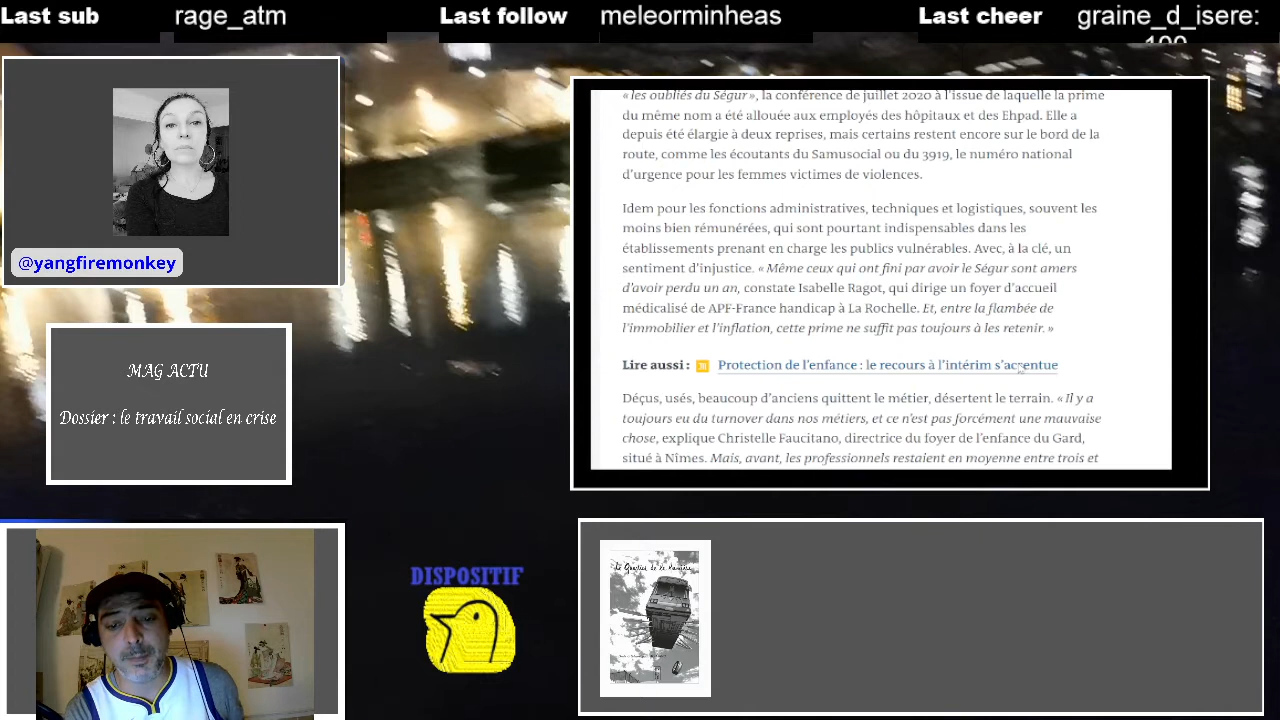 Last sub
rage_atm
Last follow
meleorminheas
Last cheer
graine_d_isere:
100
@yangfiremonkey
MAG ACTU
Dossier : le travail social en crise
« les oubliés du Ségur », la conférence de juillet 2020 à l’issue de laquelle la prime
du même nom a été allouée aux employés des hôpitaux et des Ehpad. Elle a
depuis été élargie à deux reprises, mais certains restent encore sur le bord de la
route, comme les écoutants du Samusocial ou du 3919, le numéro national
d’urgence pour les femmes victimes de violences.
Idem pour les fonctions administratives, techniques et logistiques, souvent les
moins bien rémunérées, qui sont pourtant indispensables dans les
établissements prenant en charge les publics vulnérables. Avec, à la clé, un
sentiment d’injustice. « Même ceux qui ont fini par avoir le Ségur sont amers
d’avoir perdu un an, constate Isabelle Ragot, qui dirige un foyer d’accueil
médicalisé de APF-France handicap à La Rochelle. Et, entre la flambée de
l’immobilier et l’inflation, cette prime ne suffit pas toujours à les retenir. »
Lire aussi : Protection de l’enfance : le recours à l’intérim s’accentue
Déçus, usés, beaucoup d’anciens quittent le métier, désertent le terrain. « Il y a
toujours eu du turnover dans nos métiers, et ce n’est pas forcément une mauvaise
chose, explique Christelle Faucitano, directrice du foyer de l’enfance du Gard,
situé à Nîmes. Mais, avant, les professionnels restaient en moyenne entre trois et
DISPOSITIF